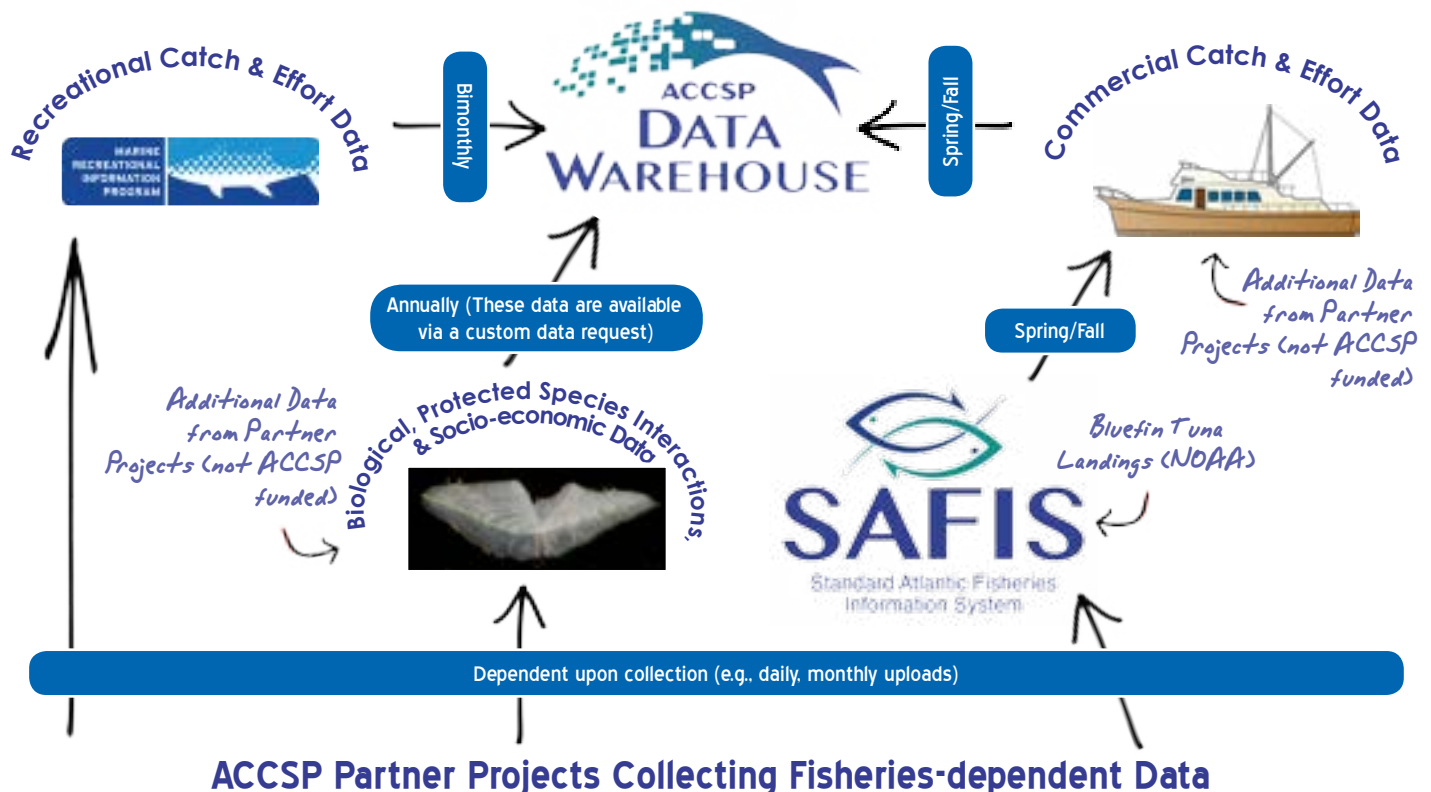 Recreational Catch & Effort Data
MARINE
RECREATIONAL
INFORMATION
PROGRAM
Bimonthly
ACCSP
DATA
WAREHOUSE
Spring/Fall
Commercial Catch & Effort Data
Annually (These data are available
via a custom data request)
Spring/Fall
Additional Data
from Partner
Projects (not ACCSP
funded)
Additional Data
from Partner
Projects (not ACCSP
funded)
Biological, Protected Species Interactions,
& Socio-economic Data
Bluefin Tuna
Landings (NOAA)
SAFIS
Standard Atlantic Fisheries
Information System
Dependent upon collection (e.g., daily, monthly uploads)
ACCSP Partner Projects Collecting Fisheries-dependent Data